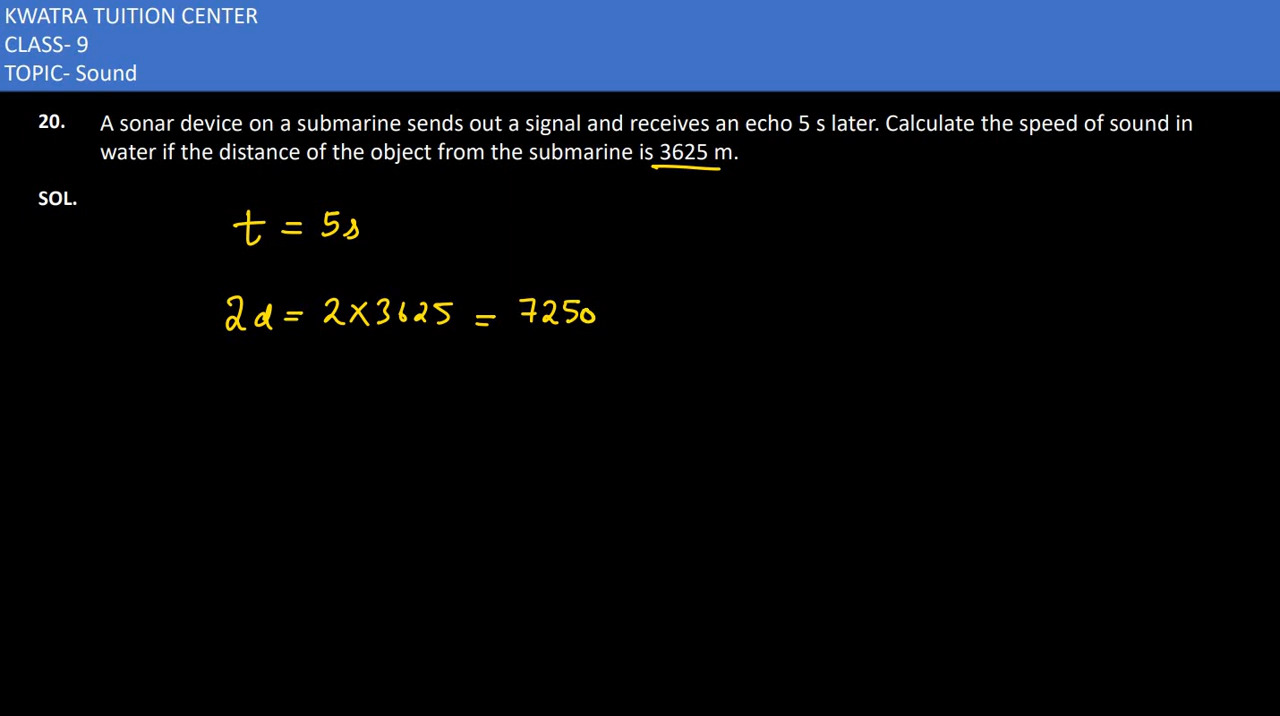 KWATRA TUITION CENTER
CLASS- 9
TOPIC- Sound
20. A sonar device on a submarine sends out a signal and receives an echo 5 s later. Calculate the speed of sound in
water if the distance of the object from the submarine is 3625 m.
SOL.
t = 5s
2d = 2×3625 = 7250